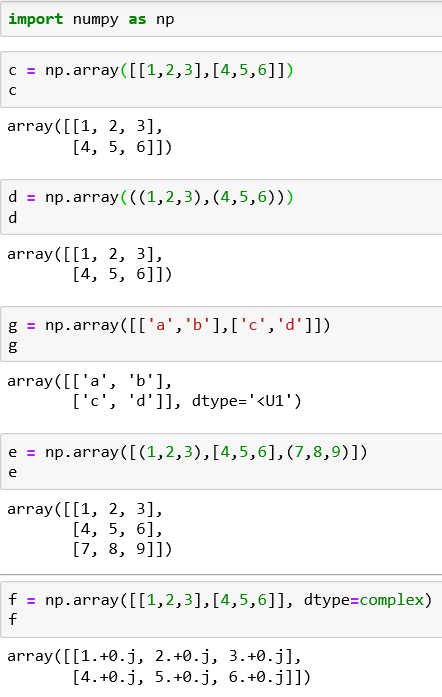 import numpy as np
c = np.array([[1,2,3],[4,5,6]])
c
array([[1, 2, 3],
       [4, 5, 6]])
d = np.array(((1,2,3),(4,5,6)))
d
array([[1, 2, 3],
       [4, 5, 6]])
g = np.array([['a','b'],['c','d']])
g
array([['a', 'b'],
       ['c', 'd']], dtype='<U1')
e = np.array([(1,2,3),[4,5,6],(7,8,9)])
e
array([[1, 2, 3],
       [4, 5, 6],
       [7, 8, 9]])
f = np.array([[1,2,3],[4,5,6]], dtype=complex)
f
array([[1.+0.j, 2.+0.j, 3.+0.j],
       [4.+0.j, 5.+0.j, 6.+0.j]])